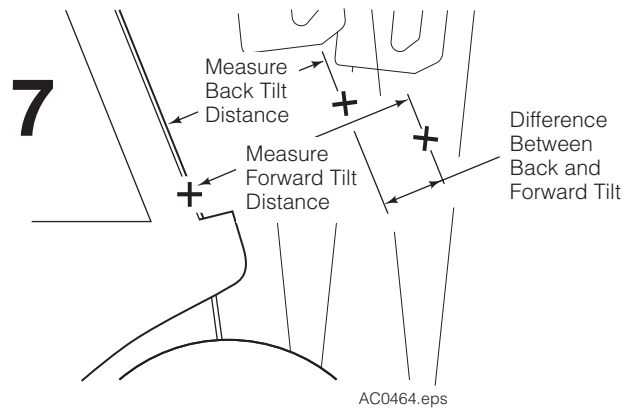 7
Measure
Back Tilt
Distance
Measure
Forward Tilt
Distance
Difference
Between
Back and
Forward Tilt
AC0464.eps